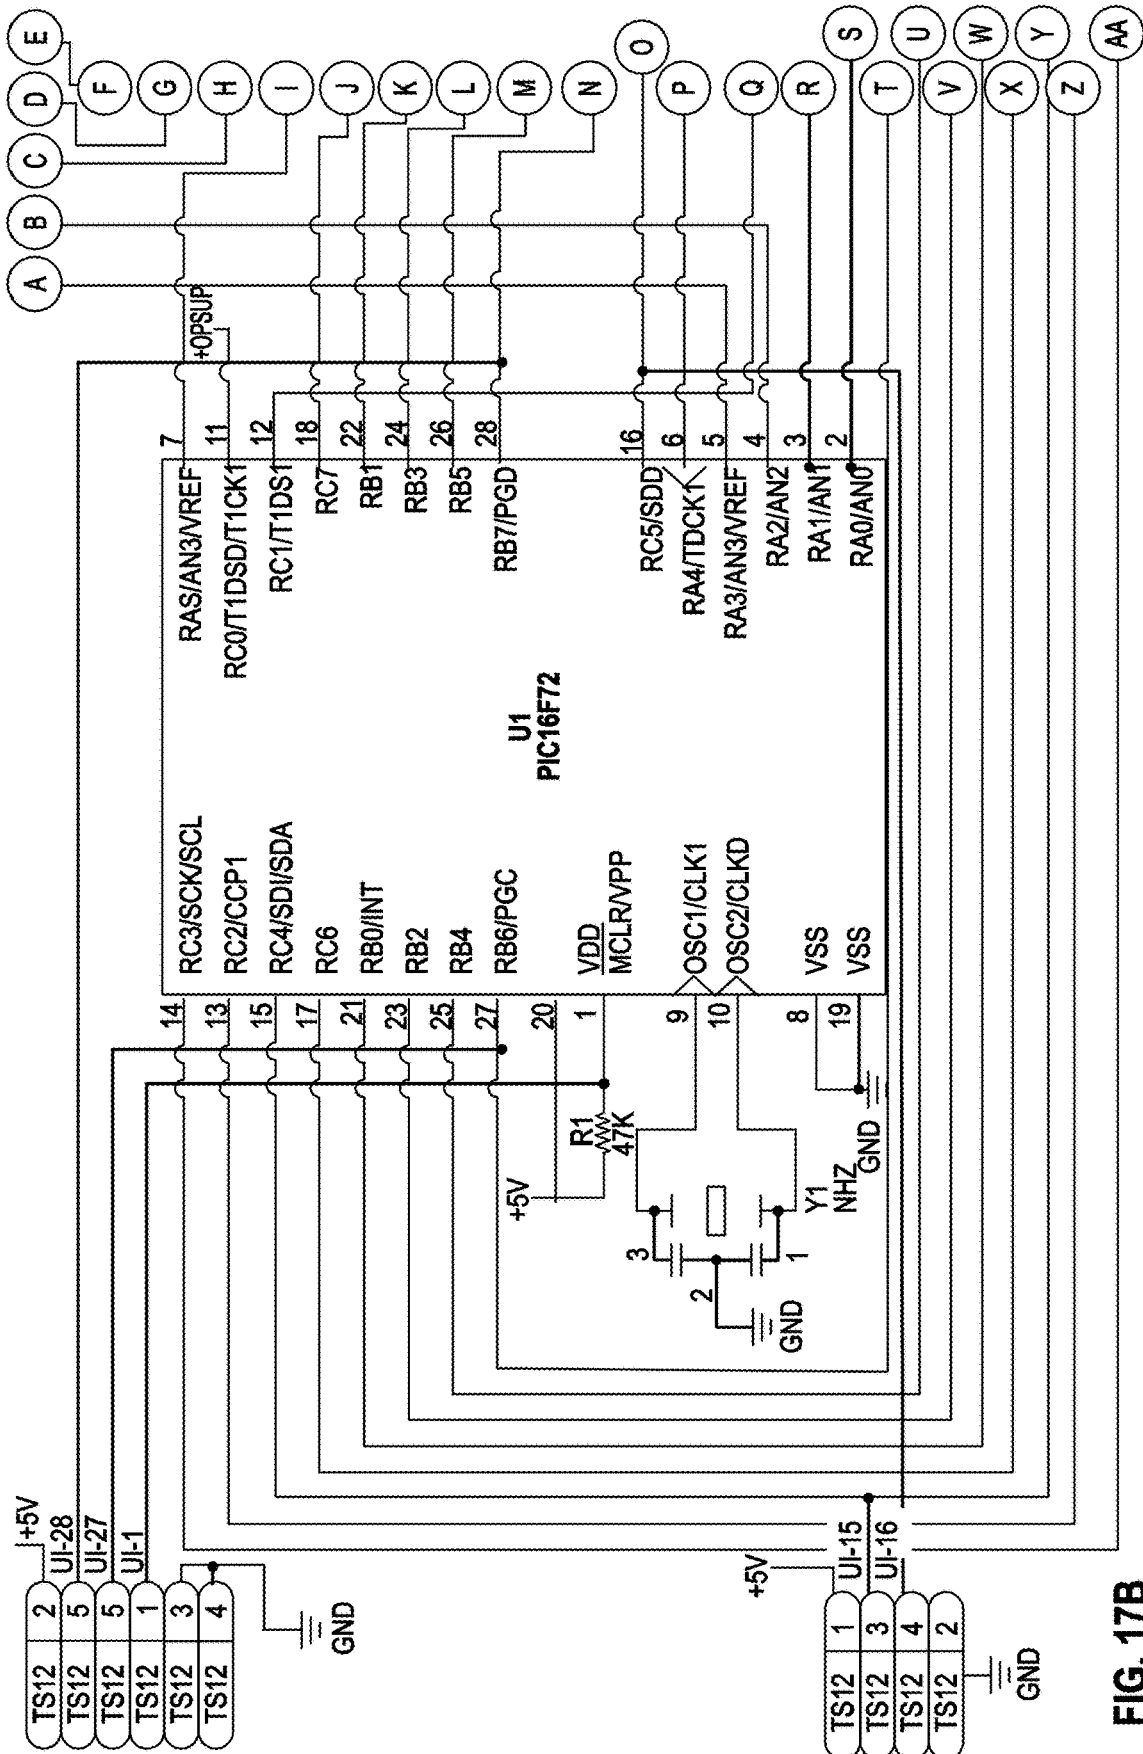 TS12 2
TS12 5
TS12 5
TS12 1
TS12 3
TS12 4
+5V
UI-28
UI-27
UI-1
GND
TS12 1
TS12 3
TS12 4
TS12 2
+5V
UI-15
UI-16
GND
14 RC3/SCK/SCL
13 RC2/CCP1
15 RC4/SDI/SDA
17 RC6
21 RB0/INT
23 RB2
25 RB4
27 RB6/PGC
20 VDD
1 MCLR/VPP
9 OSC1/CLK1
10 OSC2/CLKD
8 VSS
19 VSS
+5V
R1
47K
3
2
1
GND
Y1
NHZ
GND
U1
PIC16F72
RAS/AN3/VREF 7
RC0/T1DSD/T1CK1 11
RC1/T1DS1 12
RC7 18
RB1 22
RB3 24
RB5 26
RB7/PGD 28
RC5/SDD 16
RA4/TDCK1 6
RA3/AN3/VREF 5
RA2/AN2 4
RA1/AN1 3
RA0/AN0 2
+OPSUP
A
B
C
D
E
F
G
H
I
J
K
L
M
N
O
P
Q
R
S
T
U
V
W
X
Y
Z
AA
FIG. 17B